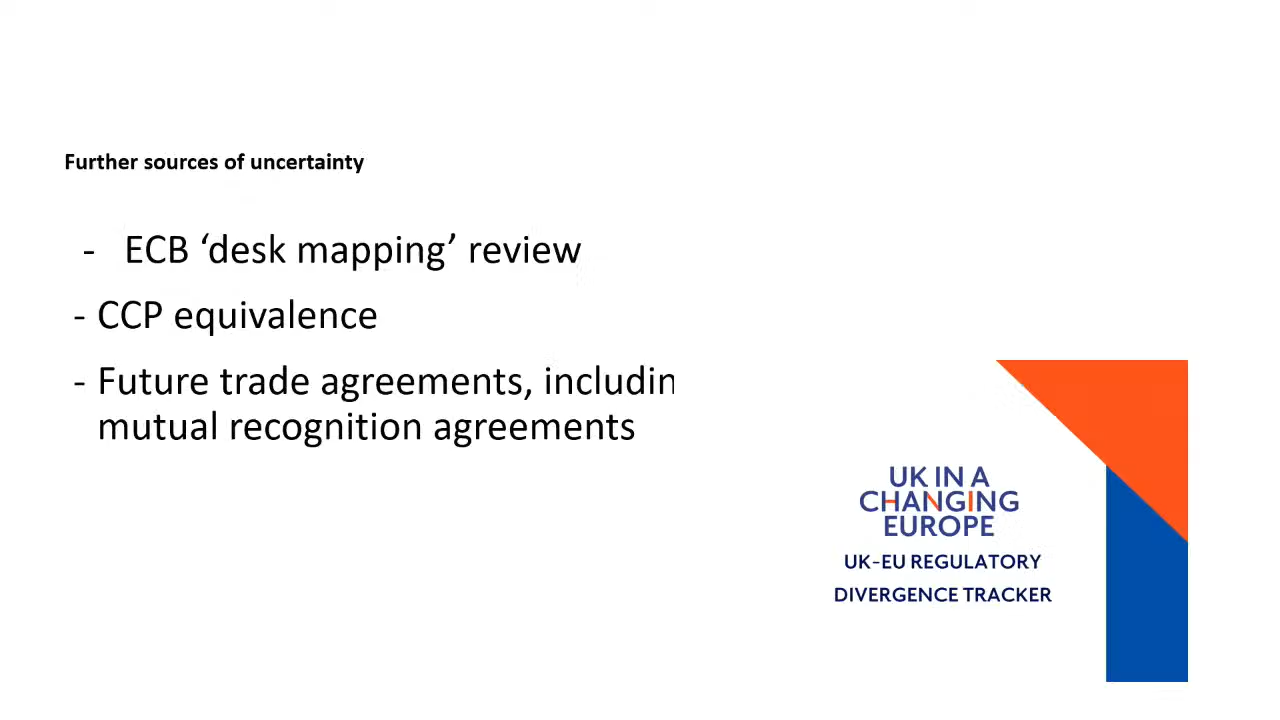 Further sources of uncertainty
- ECB ‘desk mapping’ review
- CCP equivalence
- Future trade agreements, includin
mutual recognition agreements
UK IN A
CHANGING
EUROPE
UK-EU REGULATORY
DIVERGENCE TRACKER